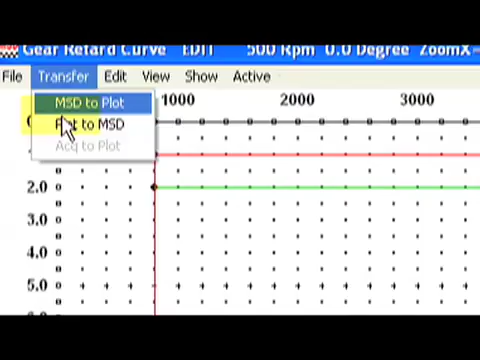 Gear Retard Curve EDIT 500 Rpm 0.0 Degree ZoomX-
File Transfer Edit View Show Active
MSD to Plot
1000 2000 3000
Plot to MSD
Acq to Plot
2.0
3.0
4.0
5.0